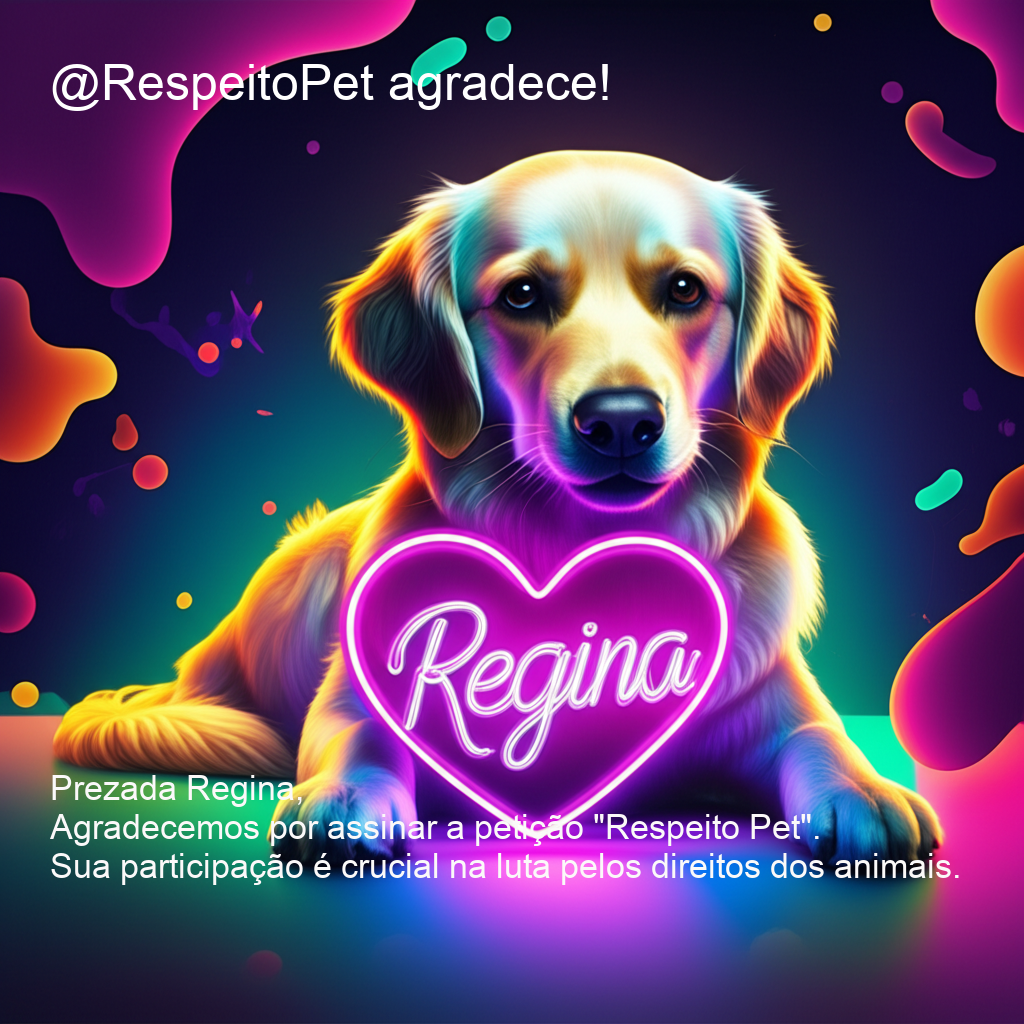 @RespeitoPet agradece!
Regina
Prezada Regina,
Agradecemos por assinar a petição "Respeito Pet".
Sua participação é crucial na luta pelos direitos dos animais.